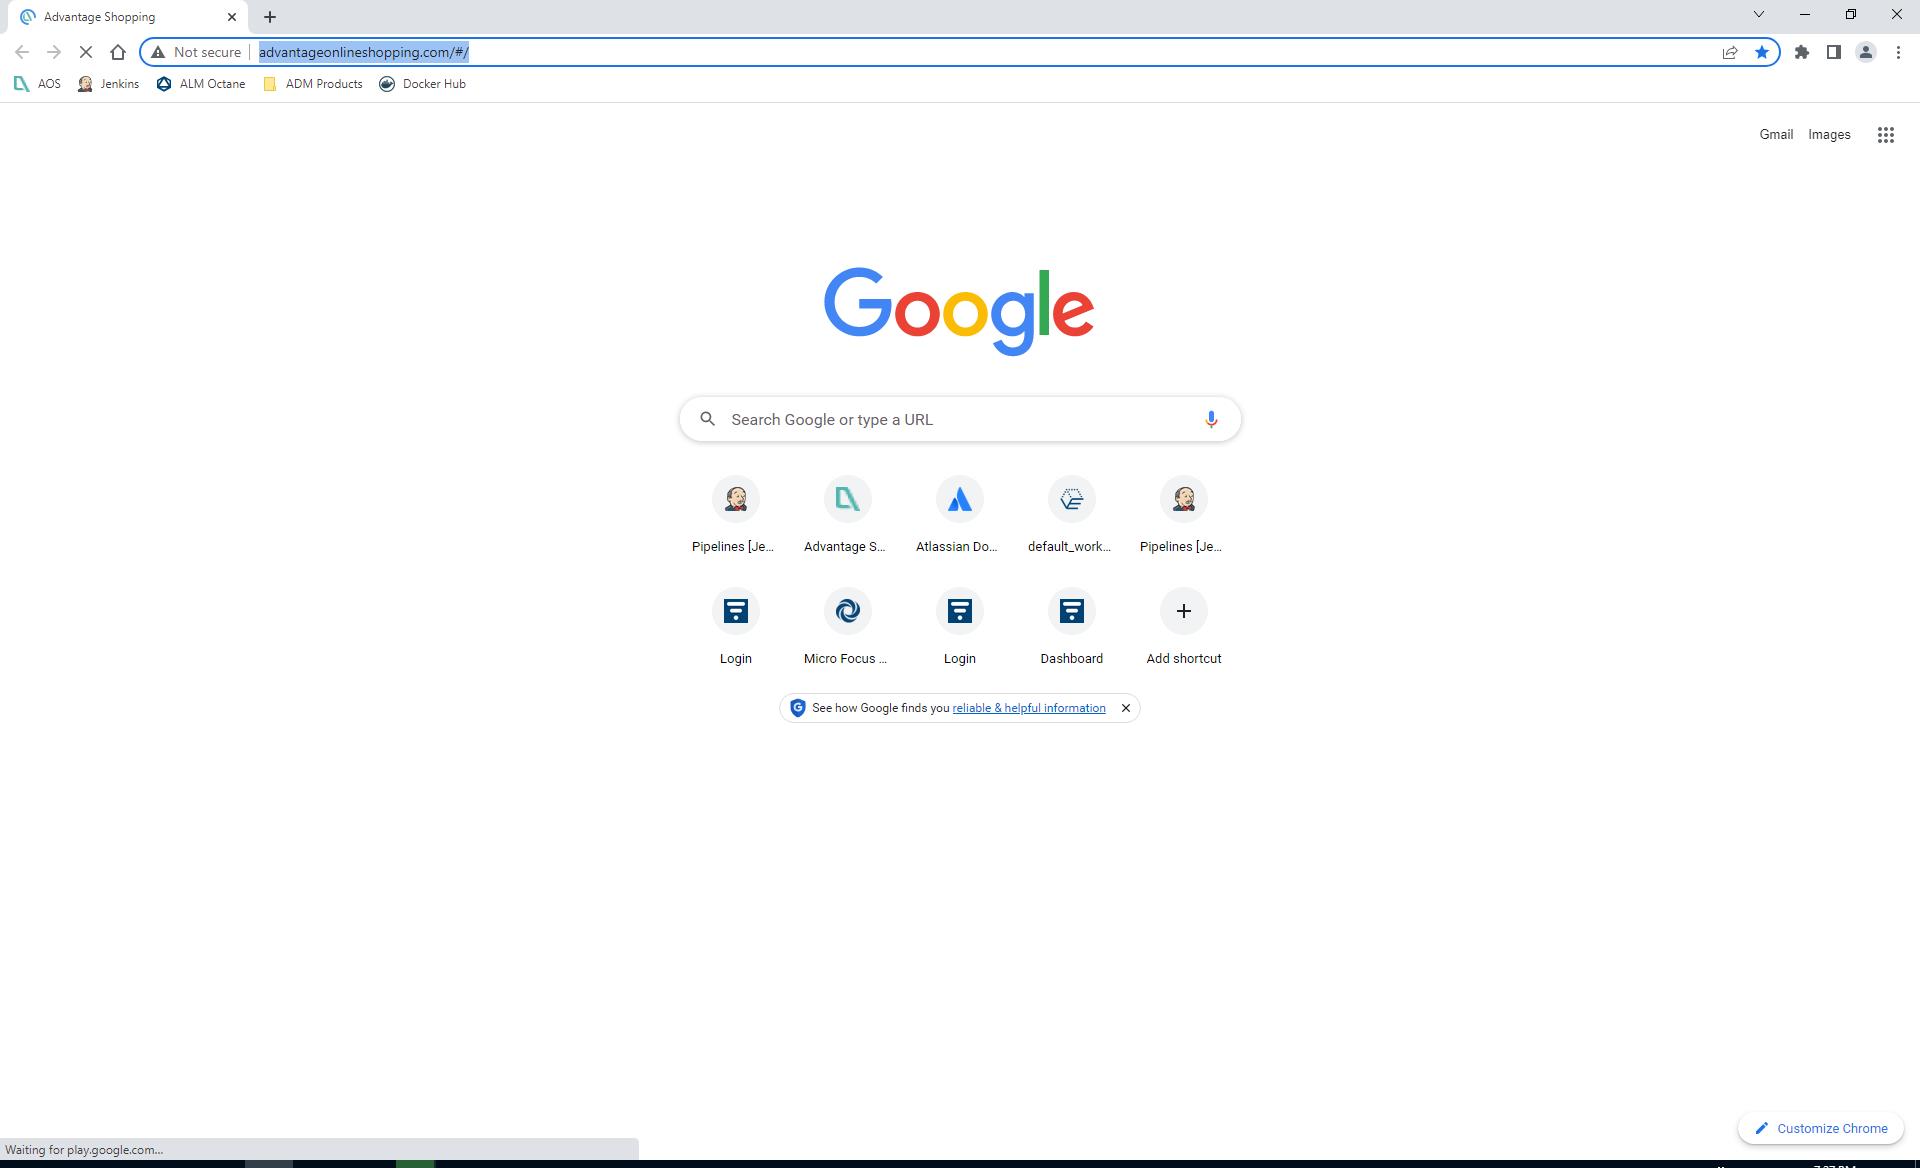 Advantage Shopping
Not secure advantageonlineshopping.com/#/
AOS Jenkins ALM Octane ADM Products Docker Hub
Gmail Images
Google
Search Google or type a URL
Pipelines [Je... Advantage S... Atlassian Do... default_work... Pipelines [Je...
Login Micro Focus ... Login Dashboard Add shortcut
See how Google finds you reliable & helpful information
Customize Chrome
Waiting for play.google.com...